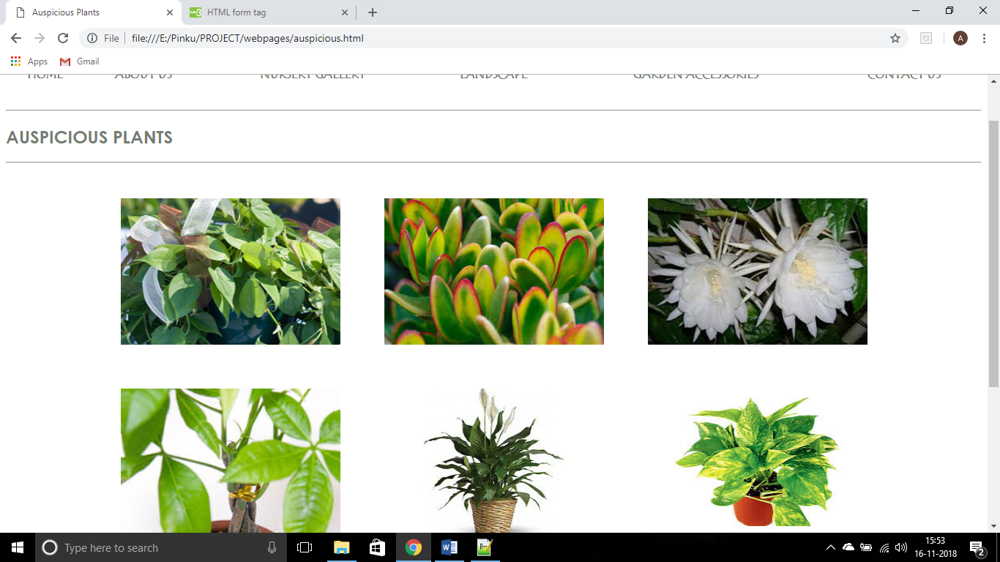 Auspicious Plants
HTML form tag
File file:///E:/Pinku/PROJECT/webpages/auspicious.html
A
Apps Gmail
HOME ABOUT US NURSERY GALLERY LANDSCAPE GARDEN ACCESSORIES CONTACT US
AUSPICIOUS PLANTS
Type here to search
15:53
16-11-2018
2